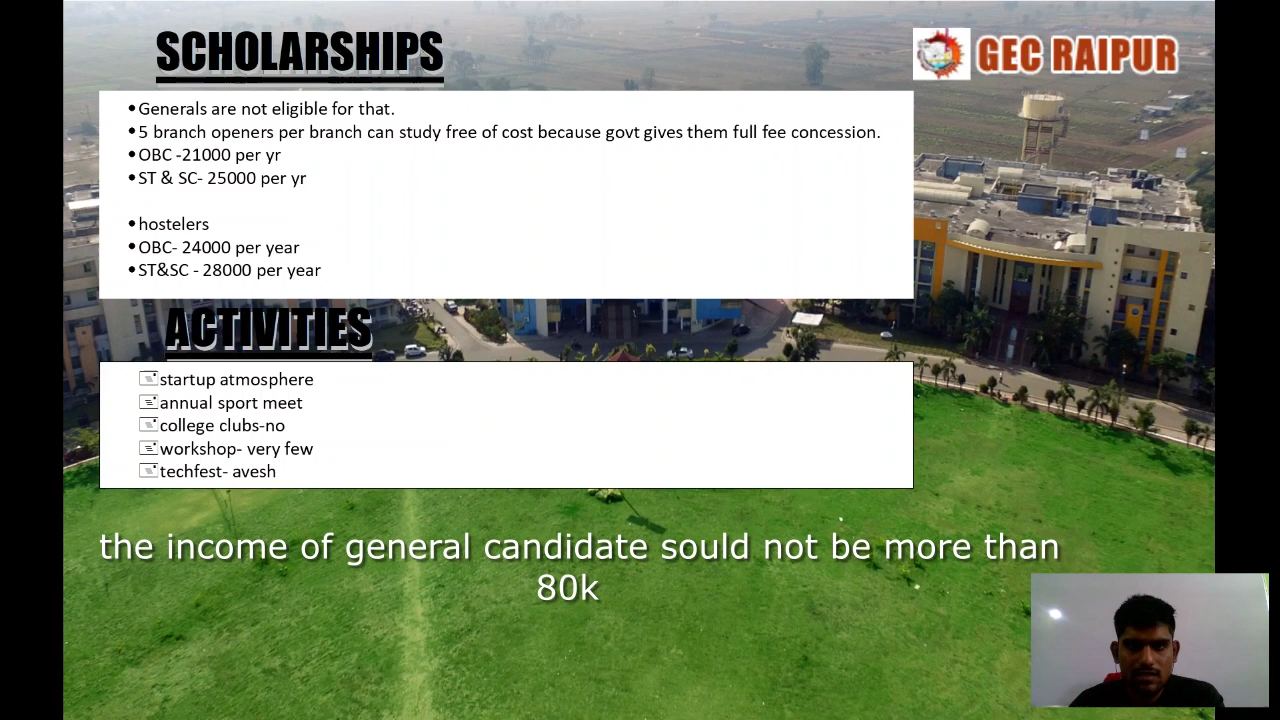 SCHOLARSHIPS
GEC RAIPUR
•Generals are not eligible for that.
•5 branch openers per branch can study free of cost because govt gives them full fee concession.
•OBC -21000 per yr
•ST & SC- 25000 per yr
•hostelers
•OBC- 24000 per year
•ST&SC - 28000 per year
ACTIVITIES
startup atmosphere
annual sport meet
college clubs-no
workshop- very few
techfest- avesh
the income of general candidate sould not be more than
80k